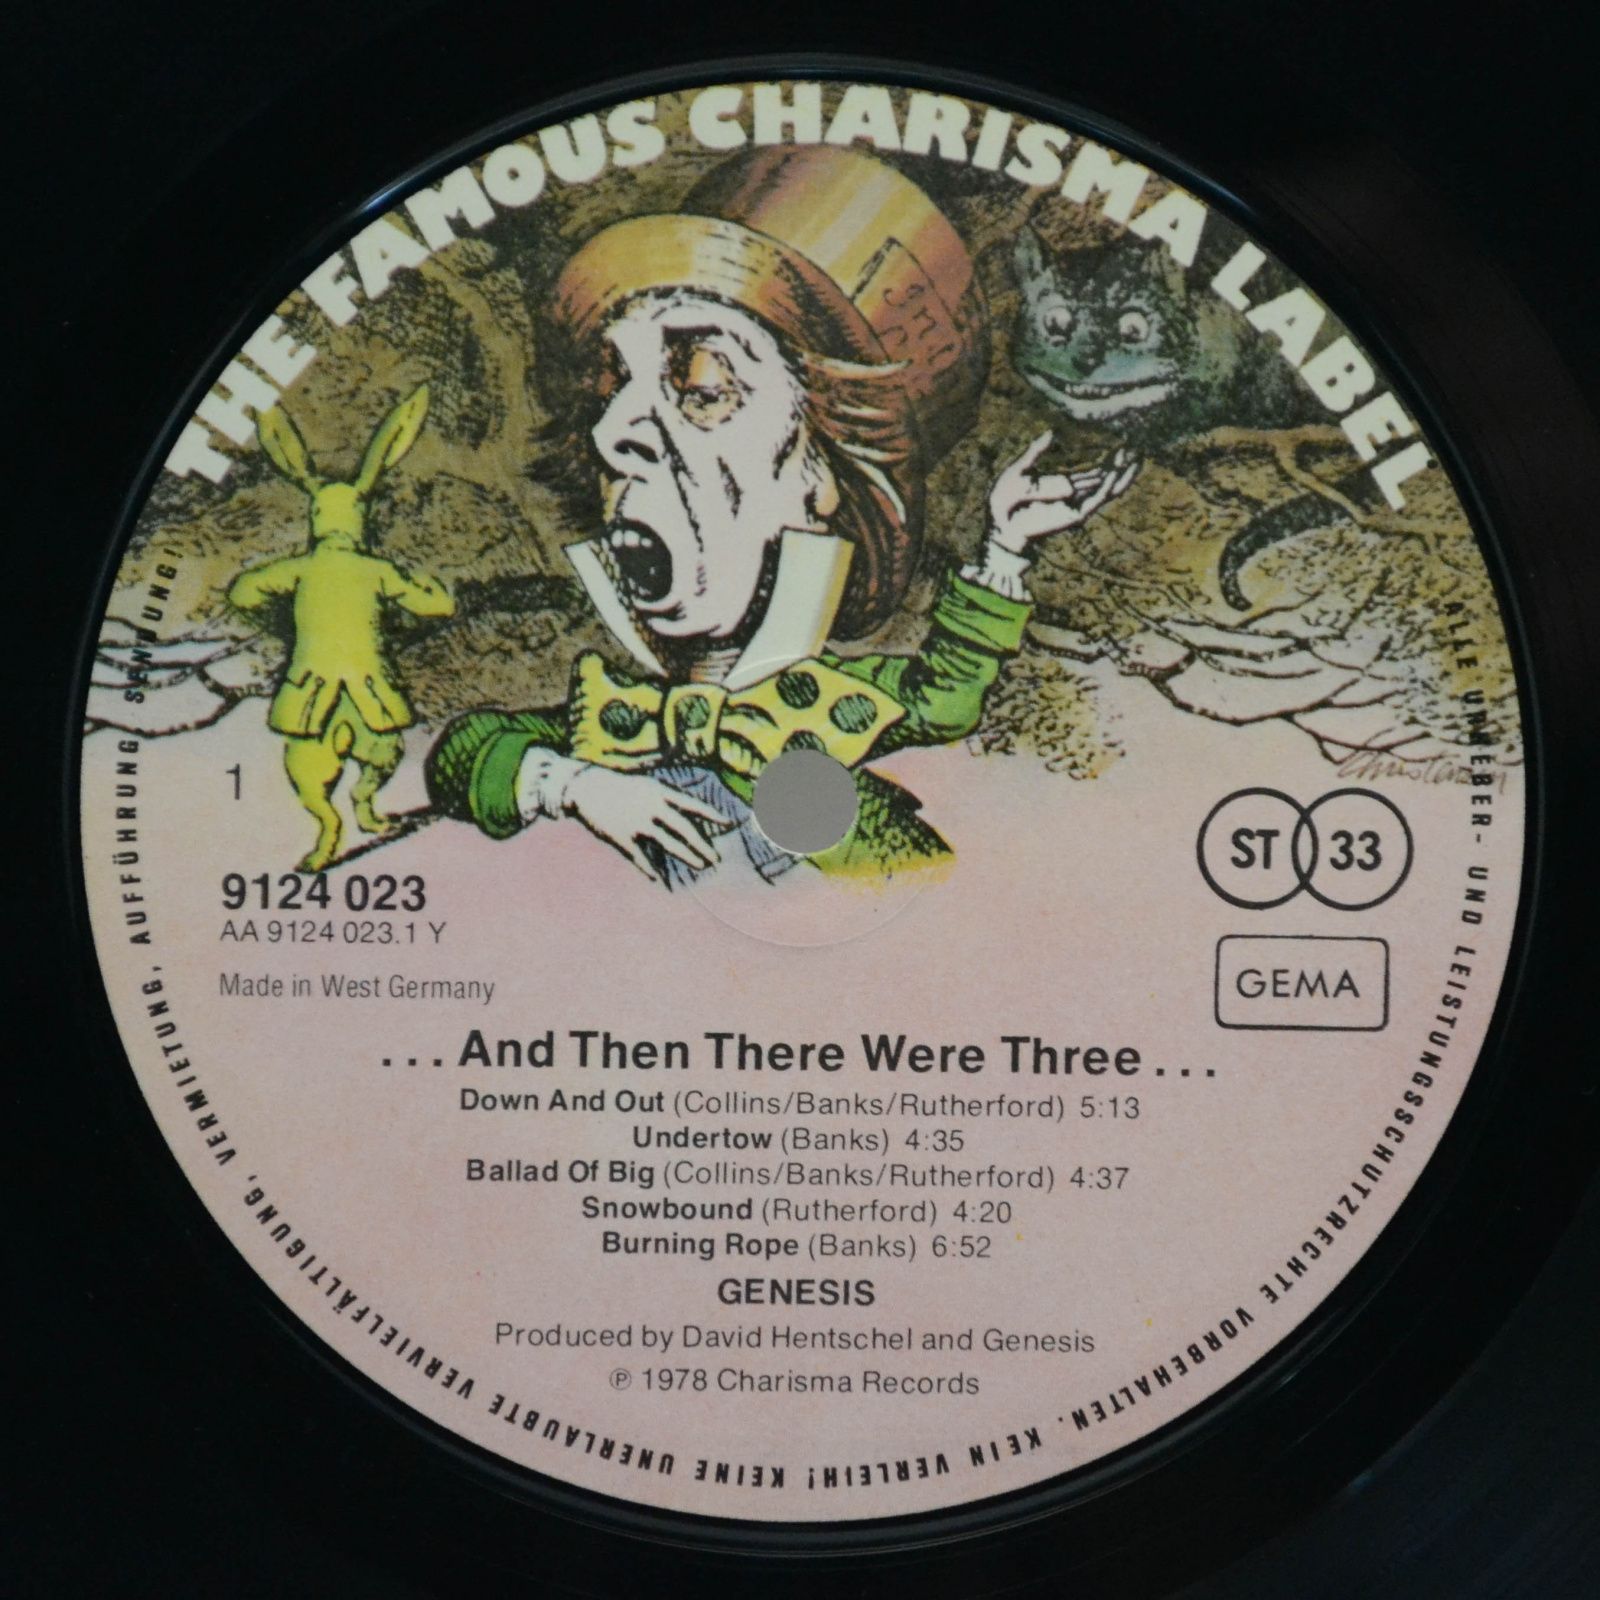 THE FAMOUS CHARISMA LABEL
1
9124 023
AA 9124 023.1 Y
Made in West Germany
ST 33
GEMA
...And Then There Were Three...
Down And Out (Collins/Banks/Rutherford) 5:13
Undertow (Banks) 4:35
Ballad Of Big (Collins/Banks/Rutherford) 4:37
Snowbound (Rutherford) 4:20
Burning Rope (Banks) 6:52
GENESIS
Produced by David Hentschel and Genesis
℗ 1978 Charisma Records
ALLE URHEBER- UND LEISTUNGSSCHUTZRECHTE VORBEHALTEN. KEIN VERLEIH! KEINE UNERLAUBTE VERVIELFÄLTIGUNG, VERMIETUNG, AUFFÜHRUNG, SENDUNG!